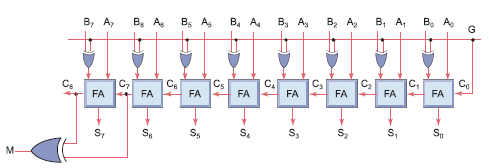 B7 A7 B6 A6 B5 A5 B4 A4 B3 A3 B2 A2 B1 A1 B0 A0 G
C8 FA C7 FA C6 FA C5 FA C4 FA C3 FA C2 FA C1 FA C0
S7 S6 S5 S4 S3 S2 S1 S0
M